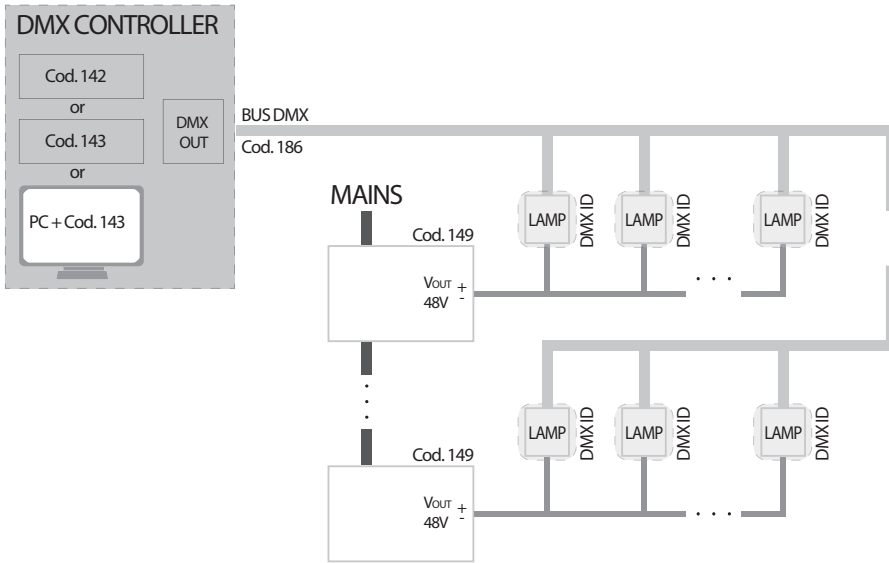 DMX CONTROLLER
Cod. 142
or
Cod. 143
or
PC + Cod. 143
DMX
OUT
BUS DMX
Cod. 186
MAINS
Cod. 149
VOUT +
48V -
LAMP
DMX ID
LAMP
DMX ID
LAMP
DMX ID
. . .
.
.
.
LAMP
DMX ID
LAMP
DMX ID
LAMP
DMX ID
Cod. 149
VOUT +
48V -
. . .